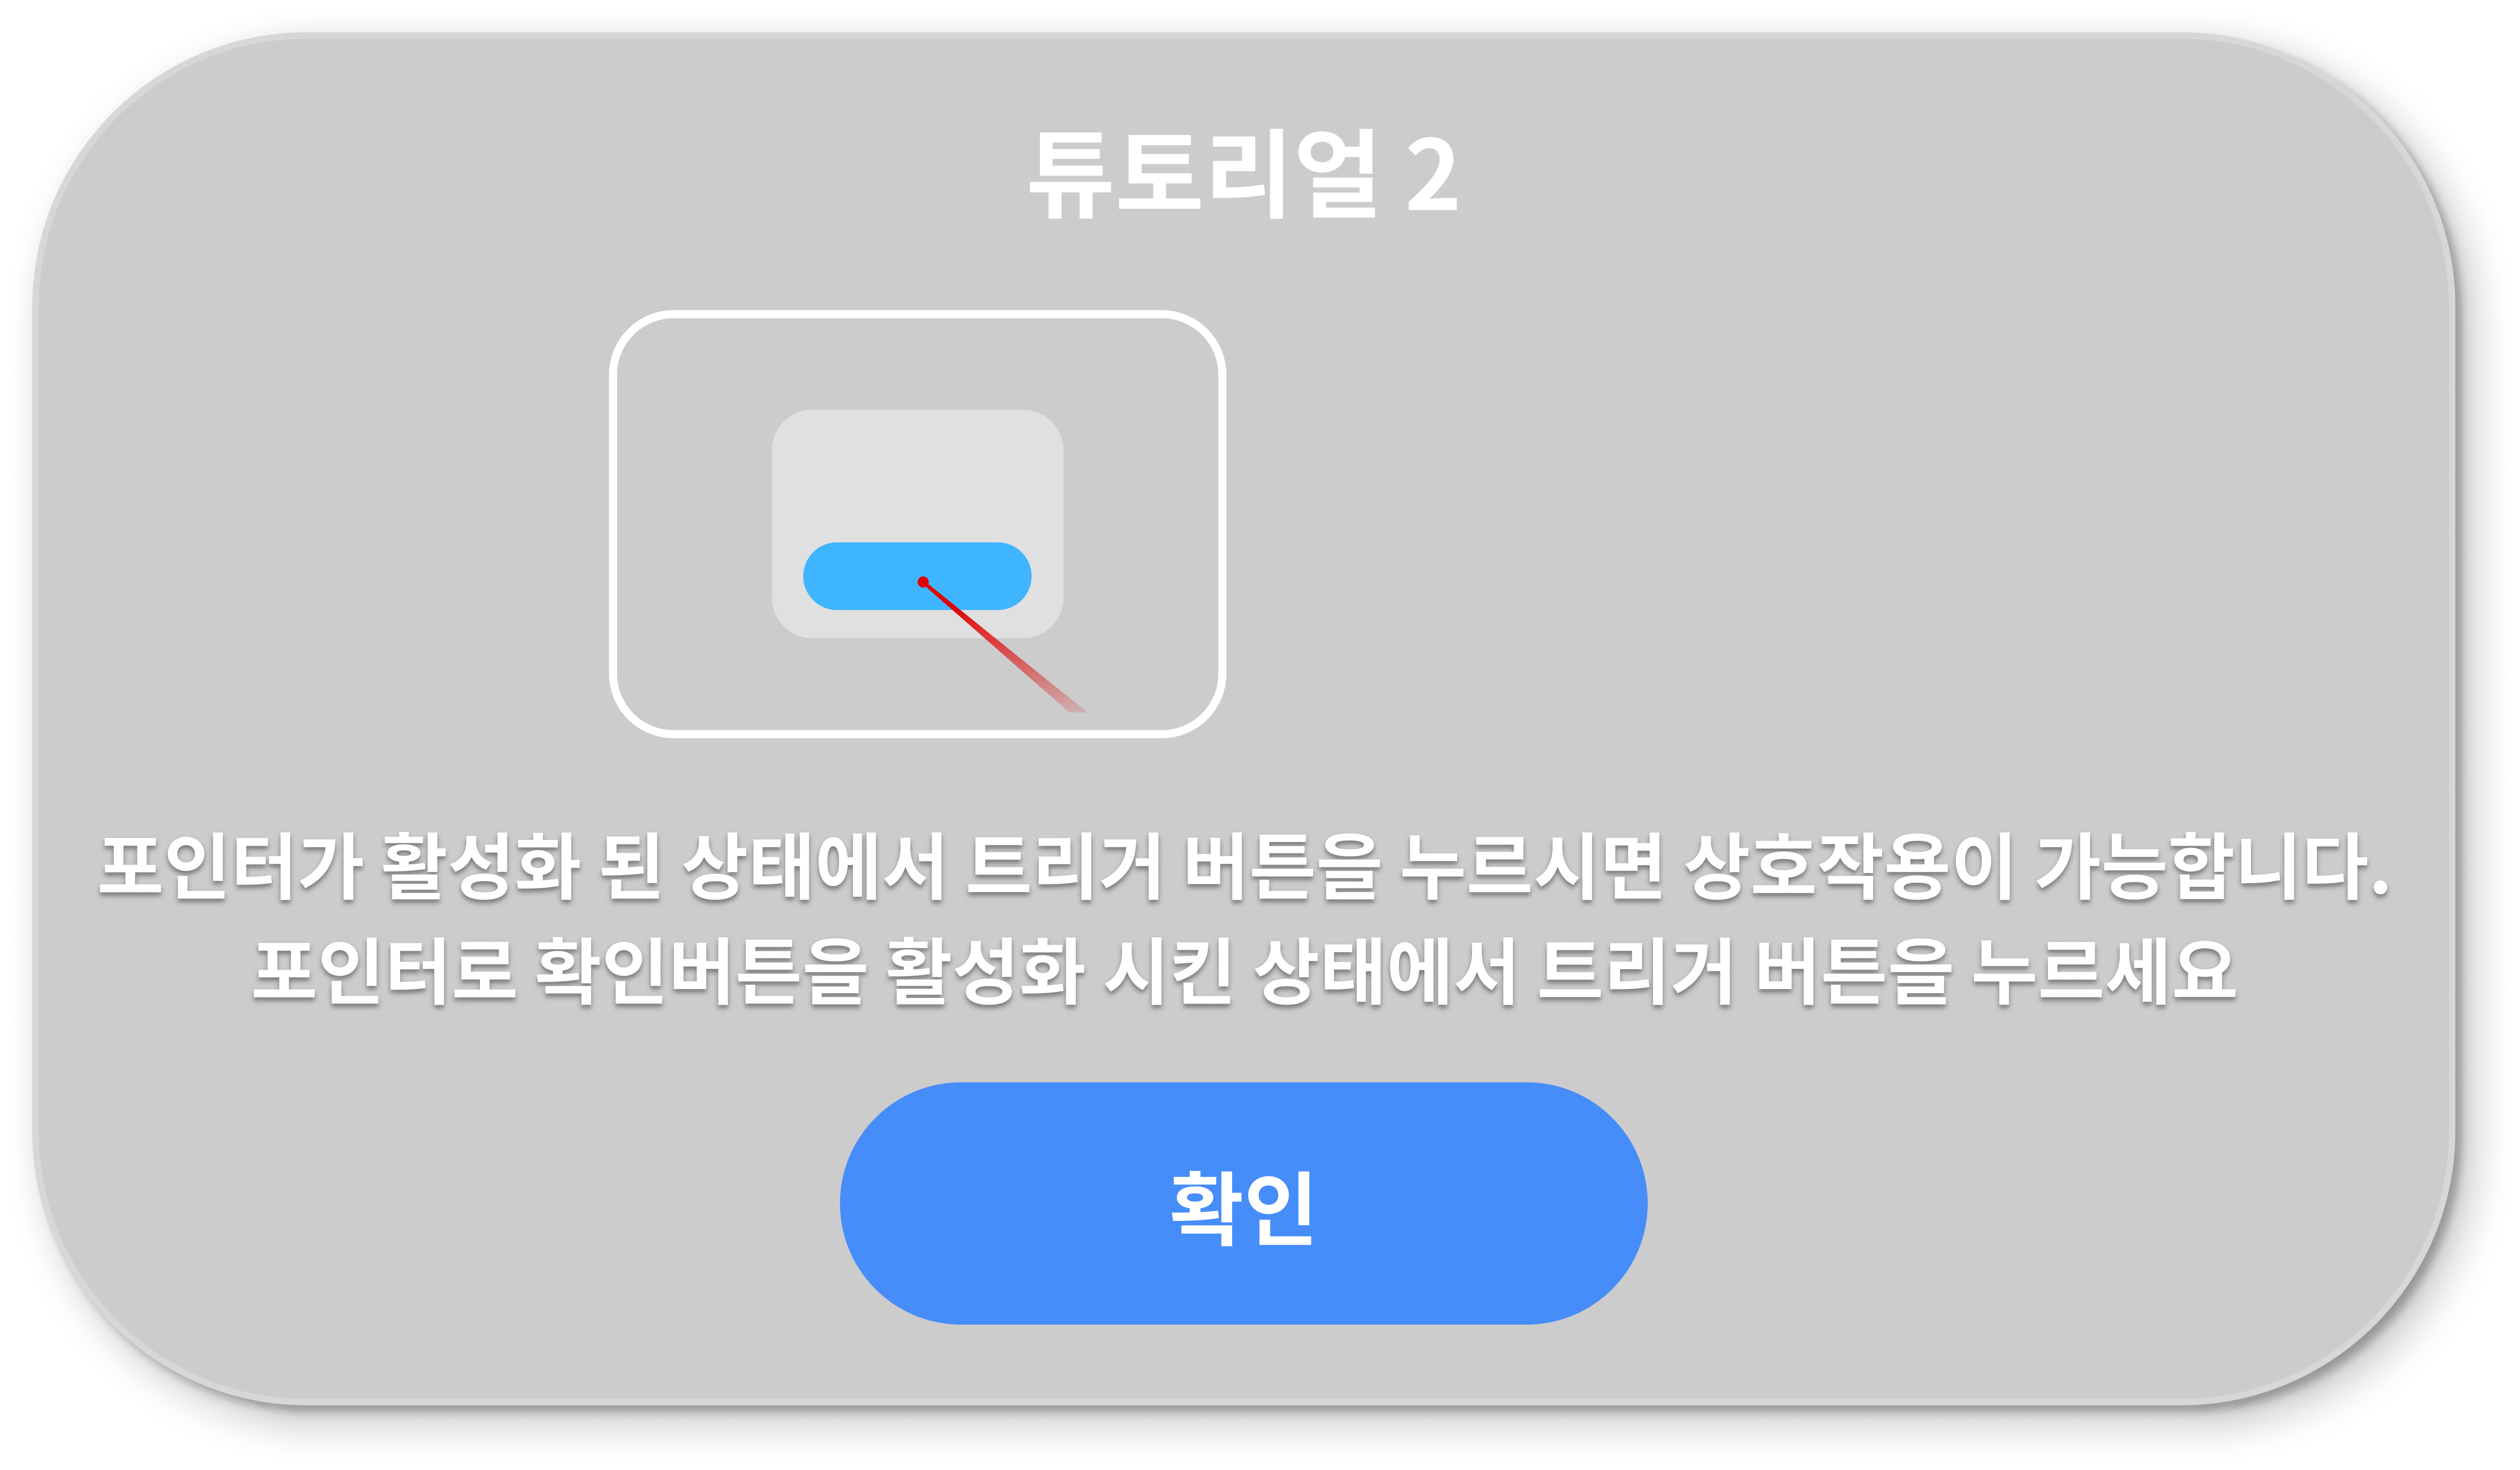 튜토리얼 2
포인터가 활성화 된 상태에서 트리거 버튼을 누르시면 상호작용이 가능합니다.
포인터로 확인버튼을 활성화 시킨 상태에서 트리거 버튼을 누르세요
확인